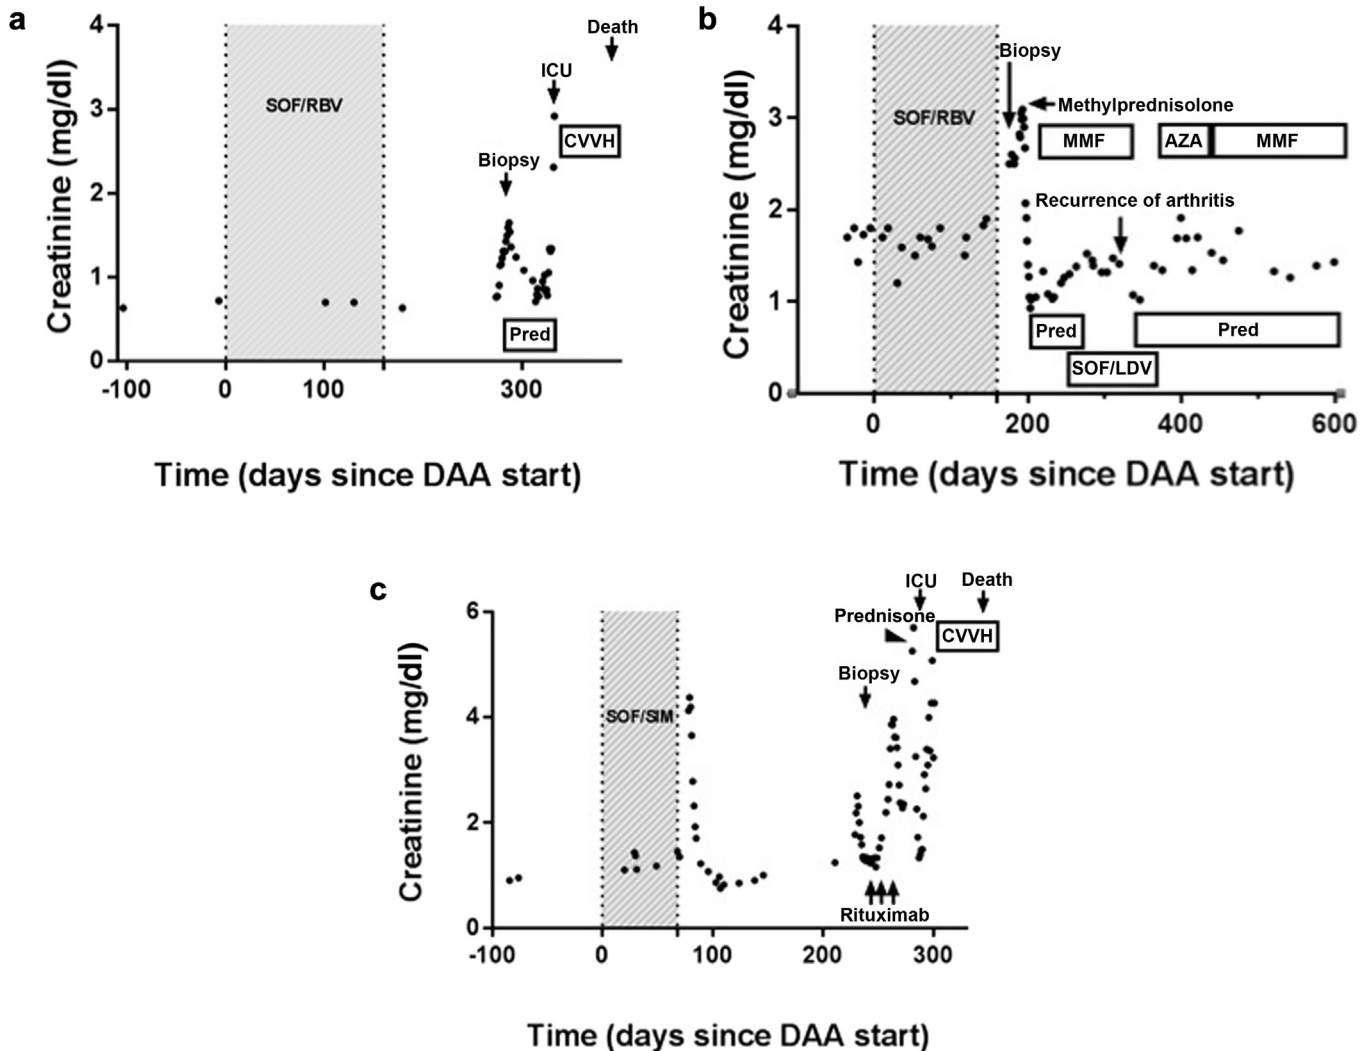 a
Creatinine (mg/dl)
4
3
2
1
0
SOF/RBV
Death
ICU
CVVH
Biopsy
Pred
-100
0
100
300
Time (days since DAA start)
b
Creatinine (mg/dl)
4
3
2
1
0
SOF/RBV
Biopsy
Methylprednisolone
MMF
AZA
MMF
Recurrence of arthritis
Pred
Pred
SOF/LDV
0
200
400
600
Time (days since DAA start)
c
Creatinine (mg/dl)
6
4
2
0
SOF/SIM
ICU
Death
Prednisone
CVVH
Biopsy
Rituximab
-100
0
100
200
300
Time (days since DAA start)